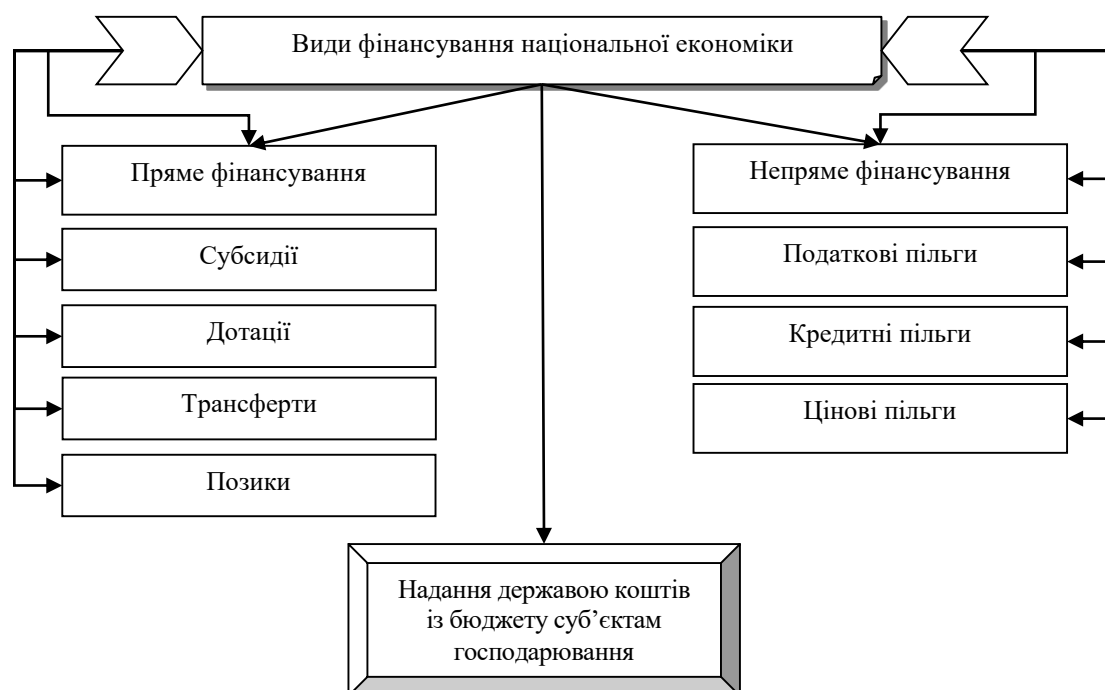 Види фінансування національної економіки
Пряме фінансування
Субсидії
Дотації
Трансферти
Позики
Непряме фінансування
Податкові пільги
Кредитні пільги
Цінові пільги
Надання державою коштів
із бюджету суб’єктам
господарювання